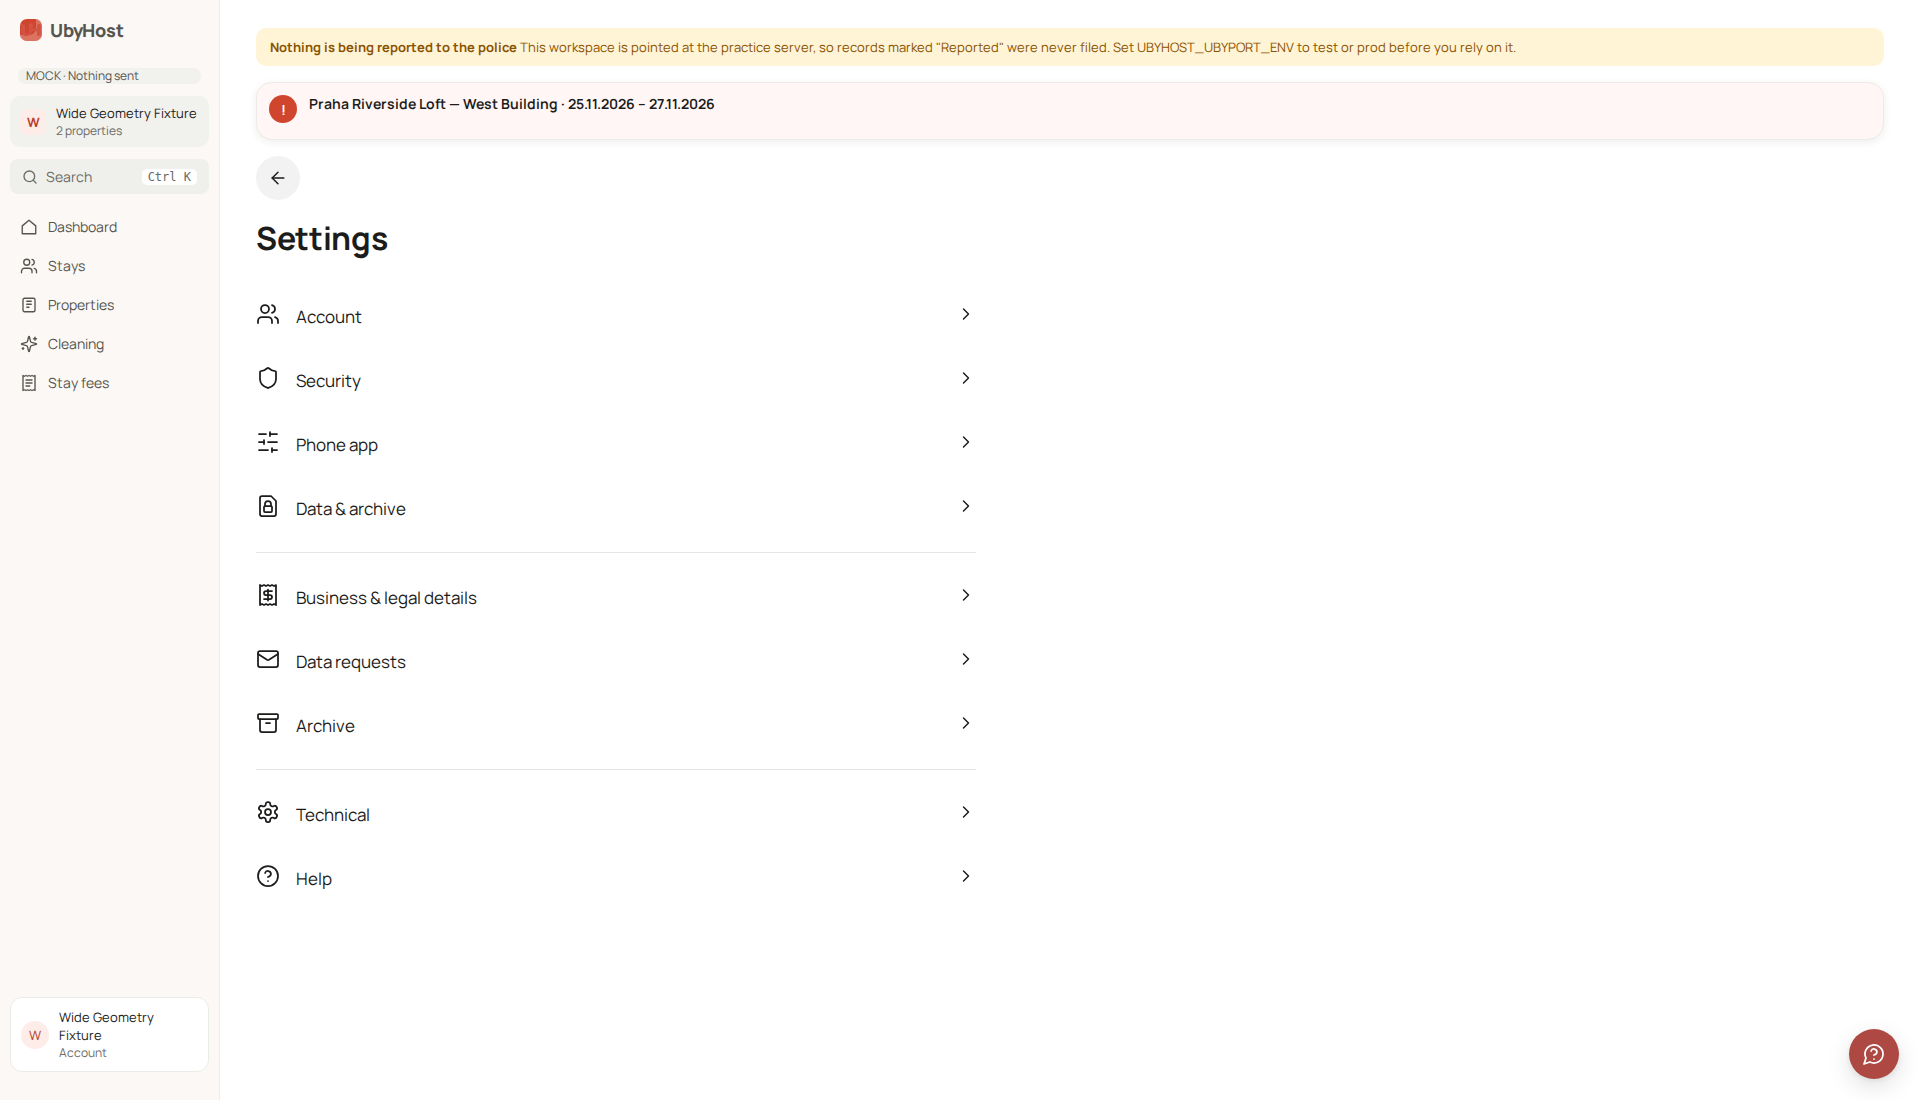 UbyHost
MOCK · Nothing sent
W
Wide Geometry Fixture
2 properties
Search
Ctrl K
Dashboard
Stays
Properties
Cleaning
Stay fees
W
Wide Geometry
Fixture
Account
Nothing is being reported to the police This workspace is pointed at the practice server, so records marked "Reported" were never filed. Set UBYHOST_UBYPORT_ENV to test or prod before you rely on it.
!
Praha Riverside Loft — West Building · 25.11.2026 – 27.11.2026
Settings
Account
Security
Phone app
Data & archive
Business & legal details
Data requests
Archive
Technical
Help